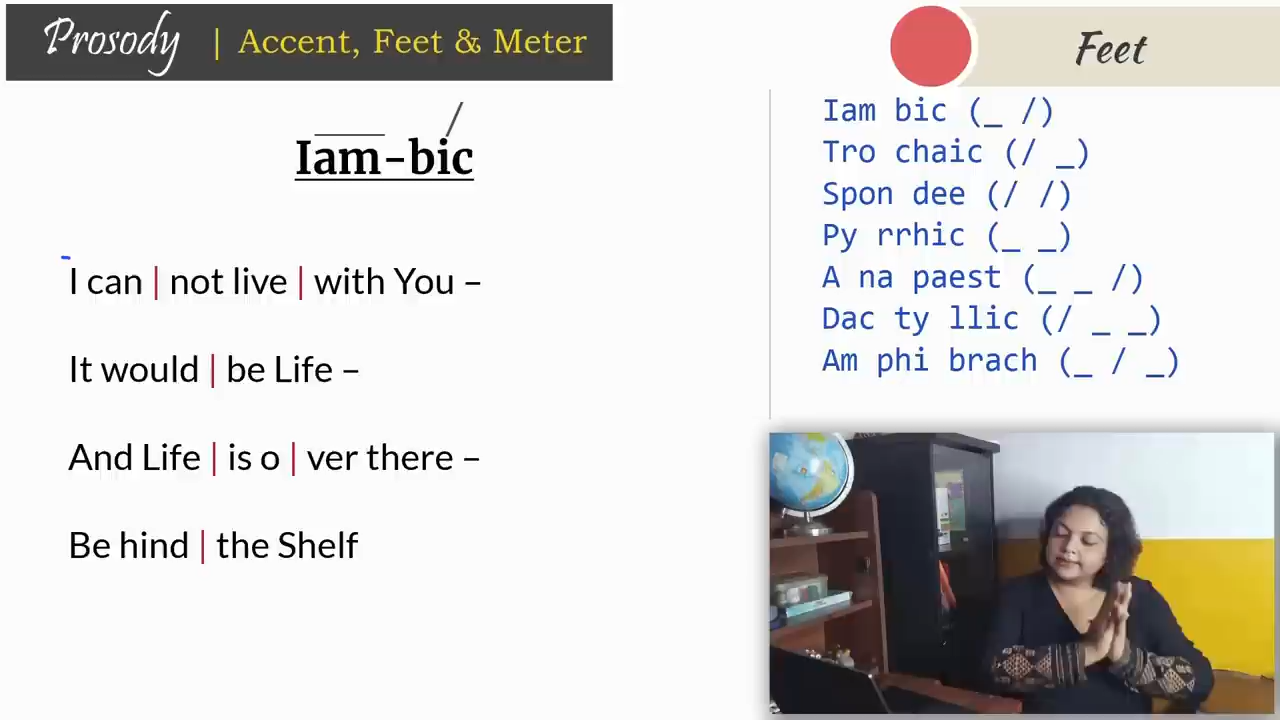 Prosody | Accent, Feet & Meter
Feet
Iam-bic
I can | not live | with You –
It would | be Life –
And Life | is o | ver there –
Be hind | the Shelf
Iam bic (_ /)
Tro chaic (/ _)
Spon dee (/ /)
Py rrhic (_ _)
A na paest (_ _ /)
Dac ty llic (/ _ _)
Am phi brach (_ / _)